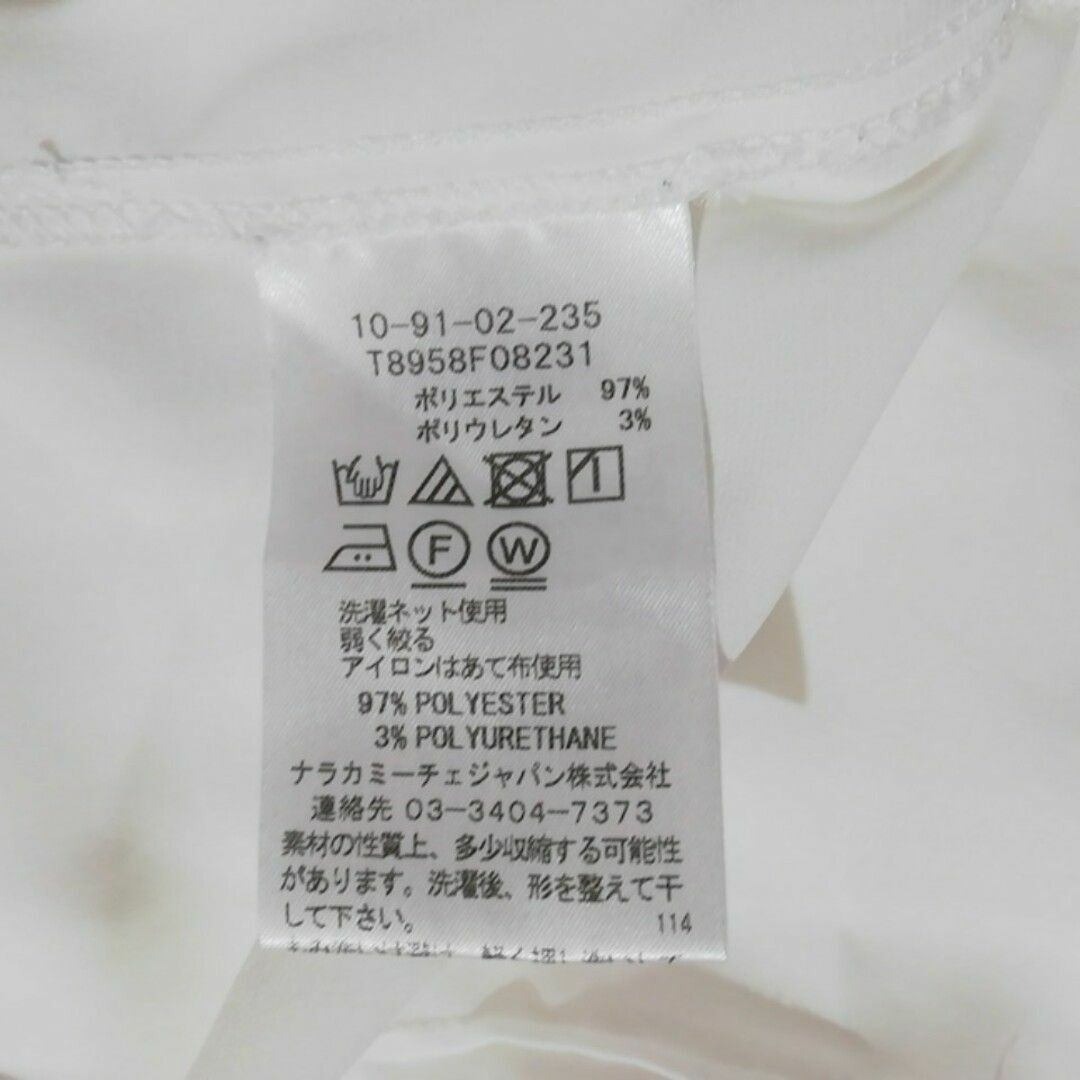 10-91-02-235
T8958F08231
ポリエステル 97%
ポリウレタン 3%
F W
洗濯ネット使用
弱く絞る
アイロンはあて布使用
97% POLYESTER
3% POLYURETHANE
ナラカミーチェジャパン株式会社
連絡先 03-3404-7373
素材の性質上、多少収縮する可能性
があります。洗濯後、形を整えて干
して下さい。 114